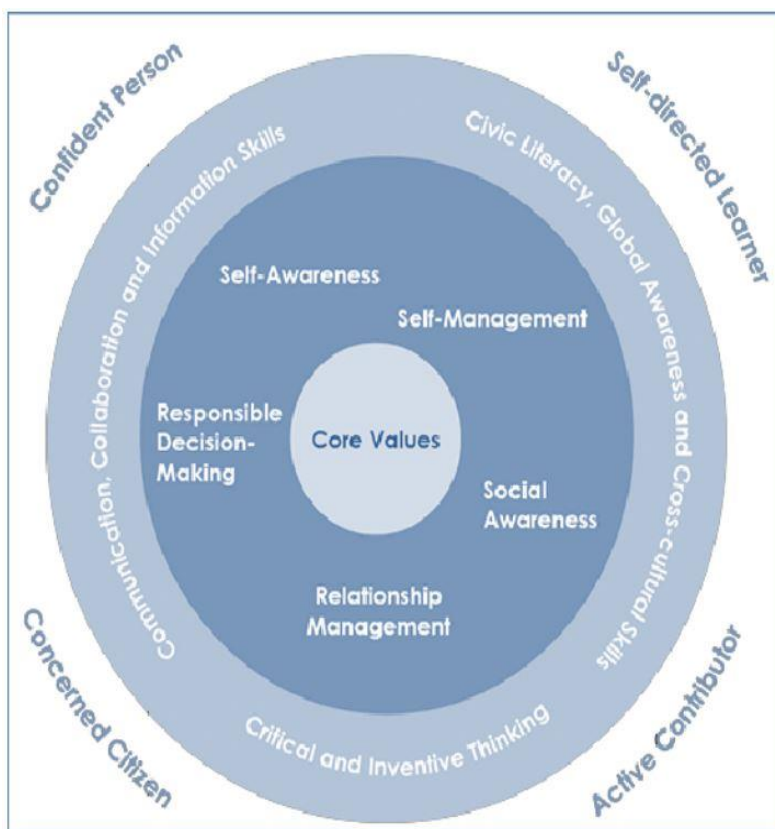 Confident Person
Self-directed Learner
Communication, Collaboration and Information Skills
Civic Literacy, Global Awareness and Cross-cultural Skills
Self-Awareness
Self-Management
Responsible
Decision-
Making
Core Values
Social
Awareness
Relationship
Management
Critical and Inventive Thinking
Concerned Citizen
Active Contributor